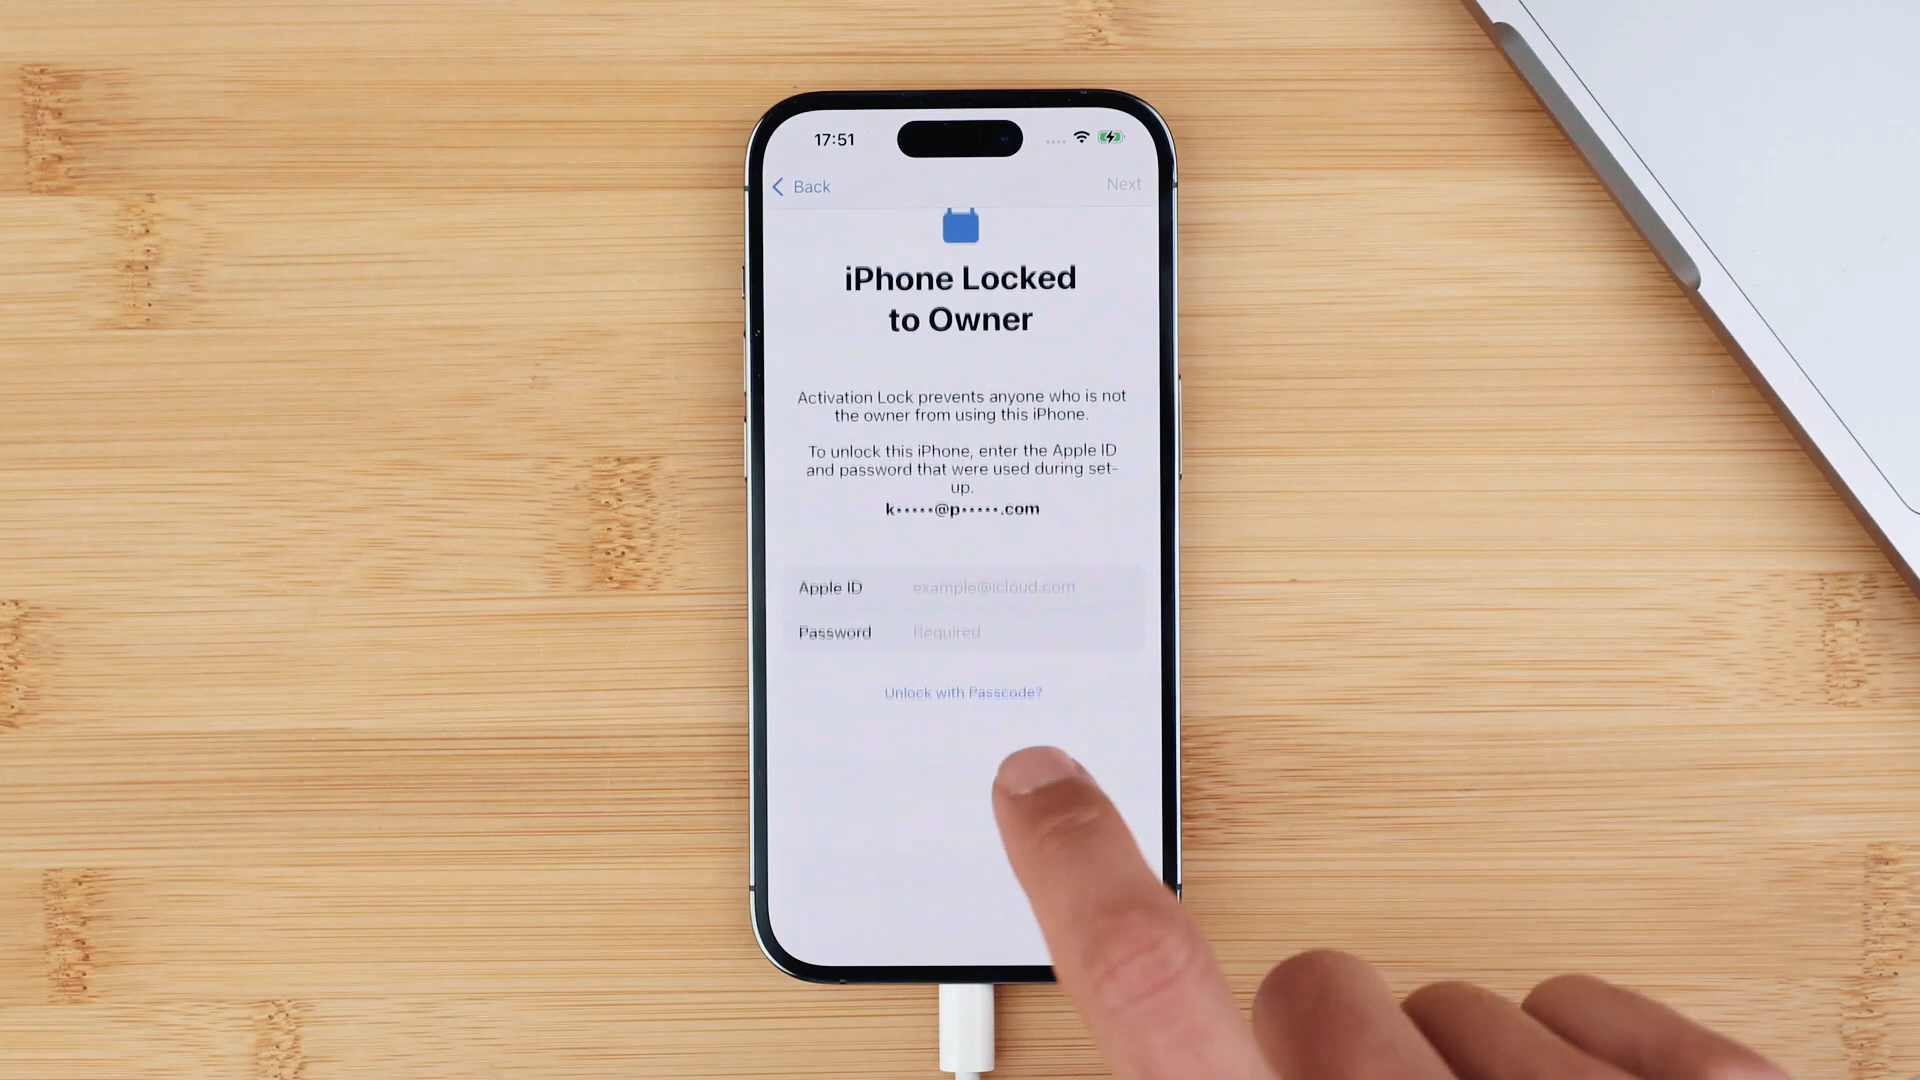 17:51
Back
Next
iPhone Locked
to Owner
Activation Lock prevents anyone who is not
the owner from using this iPhone.
To unlock this iPhone, enter the Apple ID
and password that were used during set-
up.
k•••••@p•••••.com
Apple ID example@icloud.com
Password Required
Unlock with Passcode?